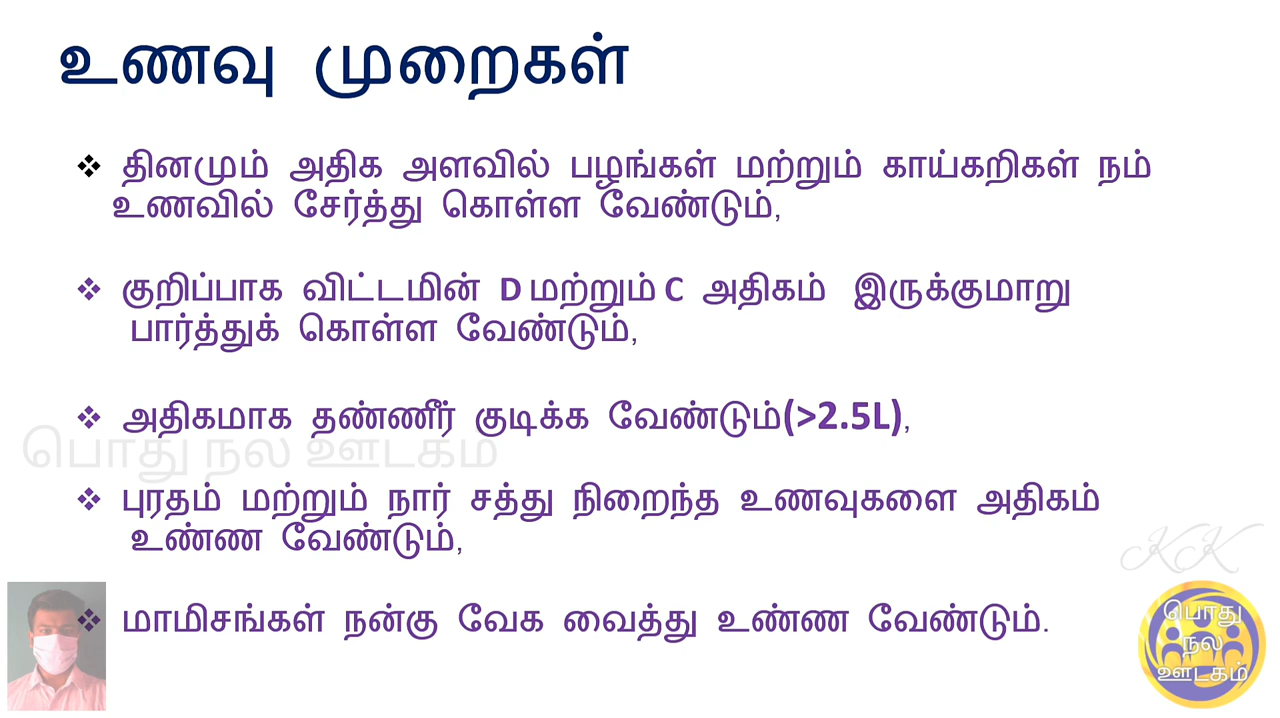 உணவு முறைகள்
❖ தினமும் அதிக அளவில் பழங்கள் மற்றும் காய்கறிகள் நம்
உணவில் சேர்த்து கொள்ள வேண்டும்,
❖ குறிப்பாக விட்டமின் D மற்றும் C அதிகம் இருக்குமாறு
பார்த்துக் கொள்ள வேண்டும்,
❖ அதிகமாக தண்ணீர் குடிக்க வேண்டும்(>2.5L),
பொது நல ஊடகம்
❖ புரதம் மற்றும் நார் சத்து நிறைந்த உணவுகளை அதிகம்
உண்ண வேண்டும்,
KK
❖ மாமிசங்கள் நன்கு வேக வைத்து உண்ண வேண்டும்.
பொது
நல
ஊடகம்